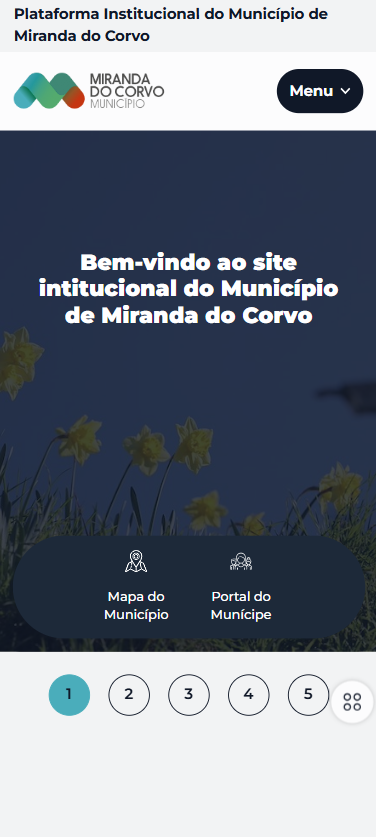 Plataforma Institucional do Município de
Miranda do Corvo
MIRANDA
DO CORVO
MUNICÍPIO
Menu
Bem-vindo ao site
intitucional do Município
de Miranda do Corvo
Mapa do
Município
Portal do
Munícipe
1 2 3 4 5